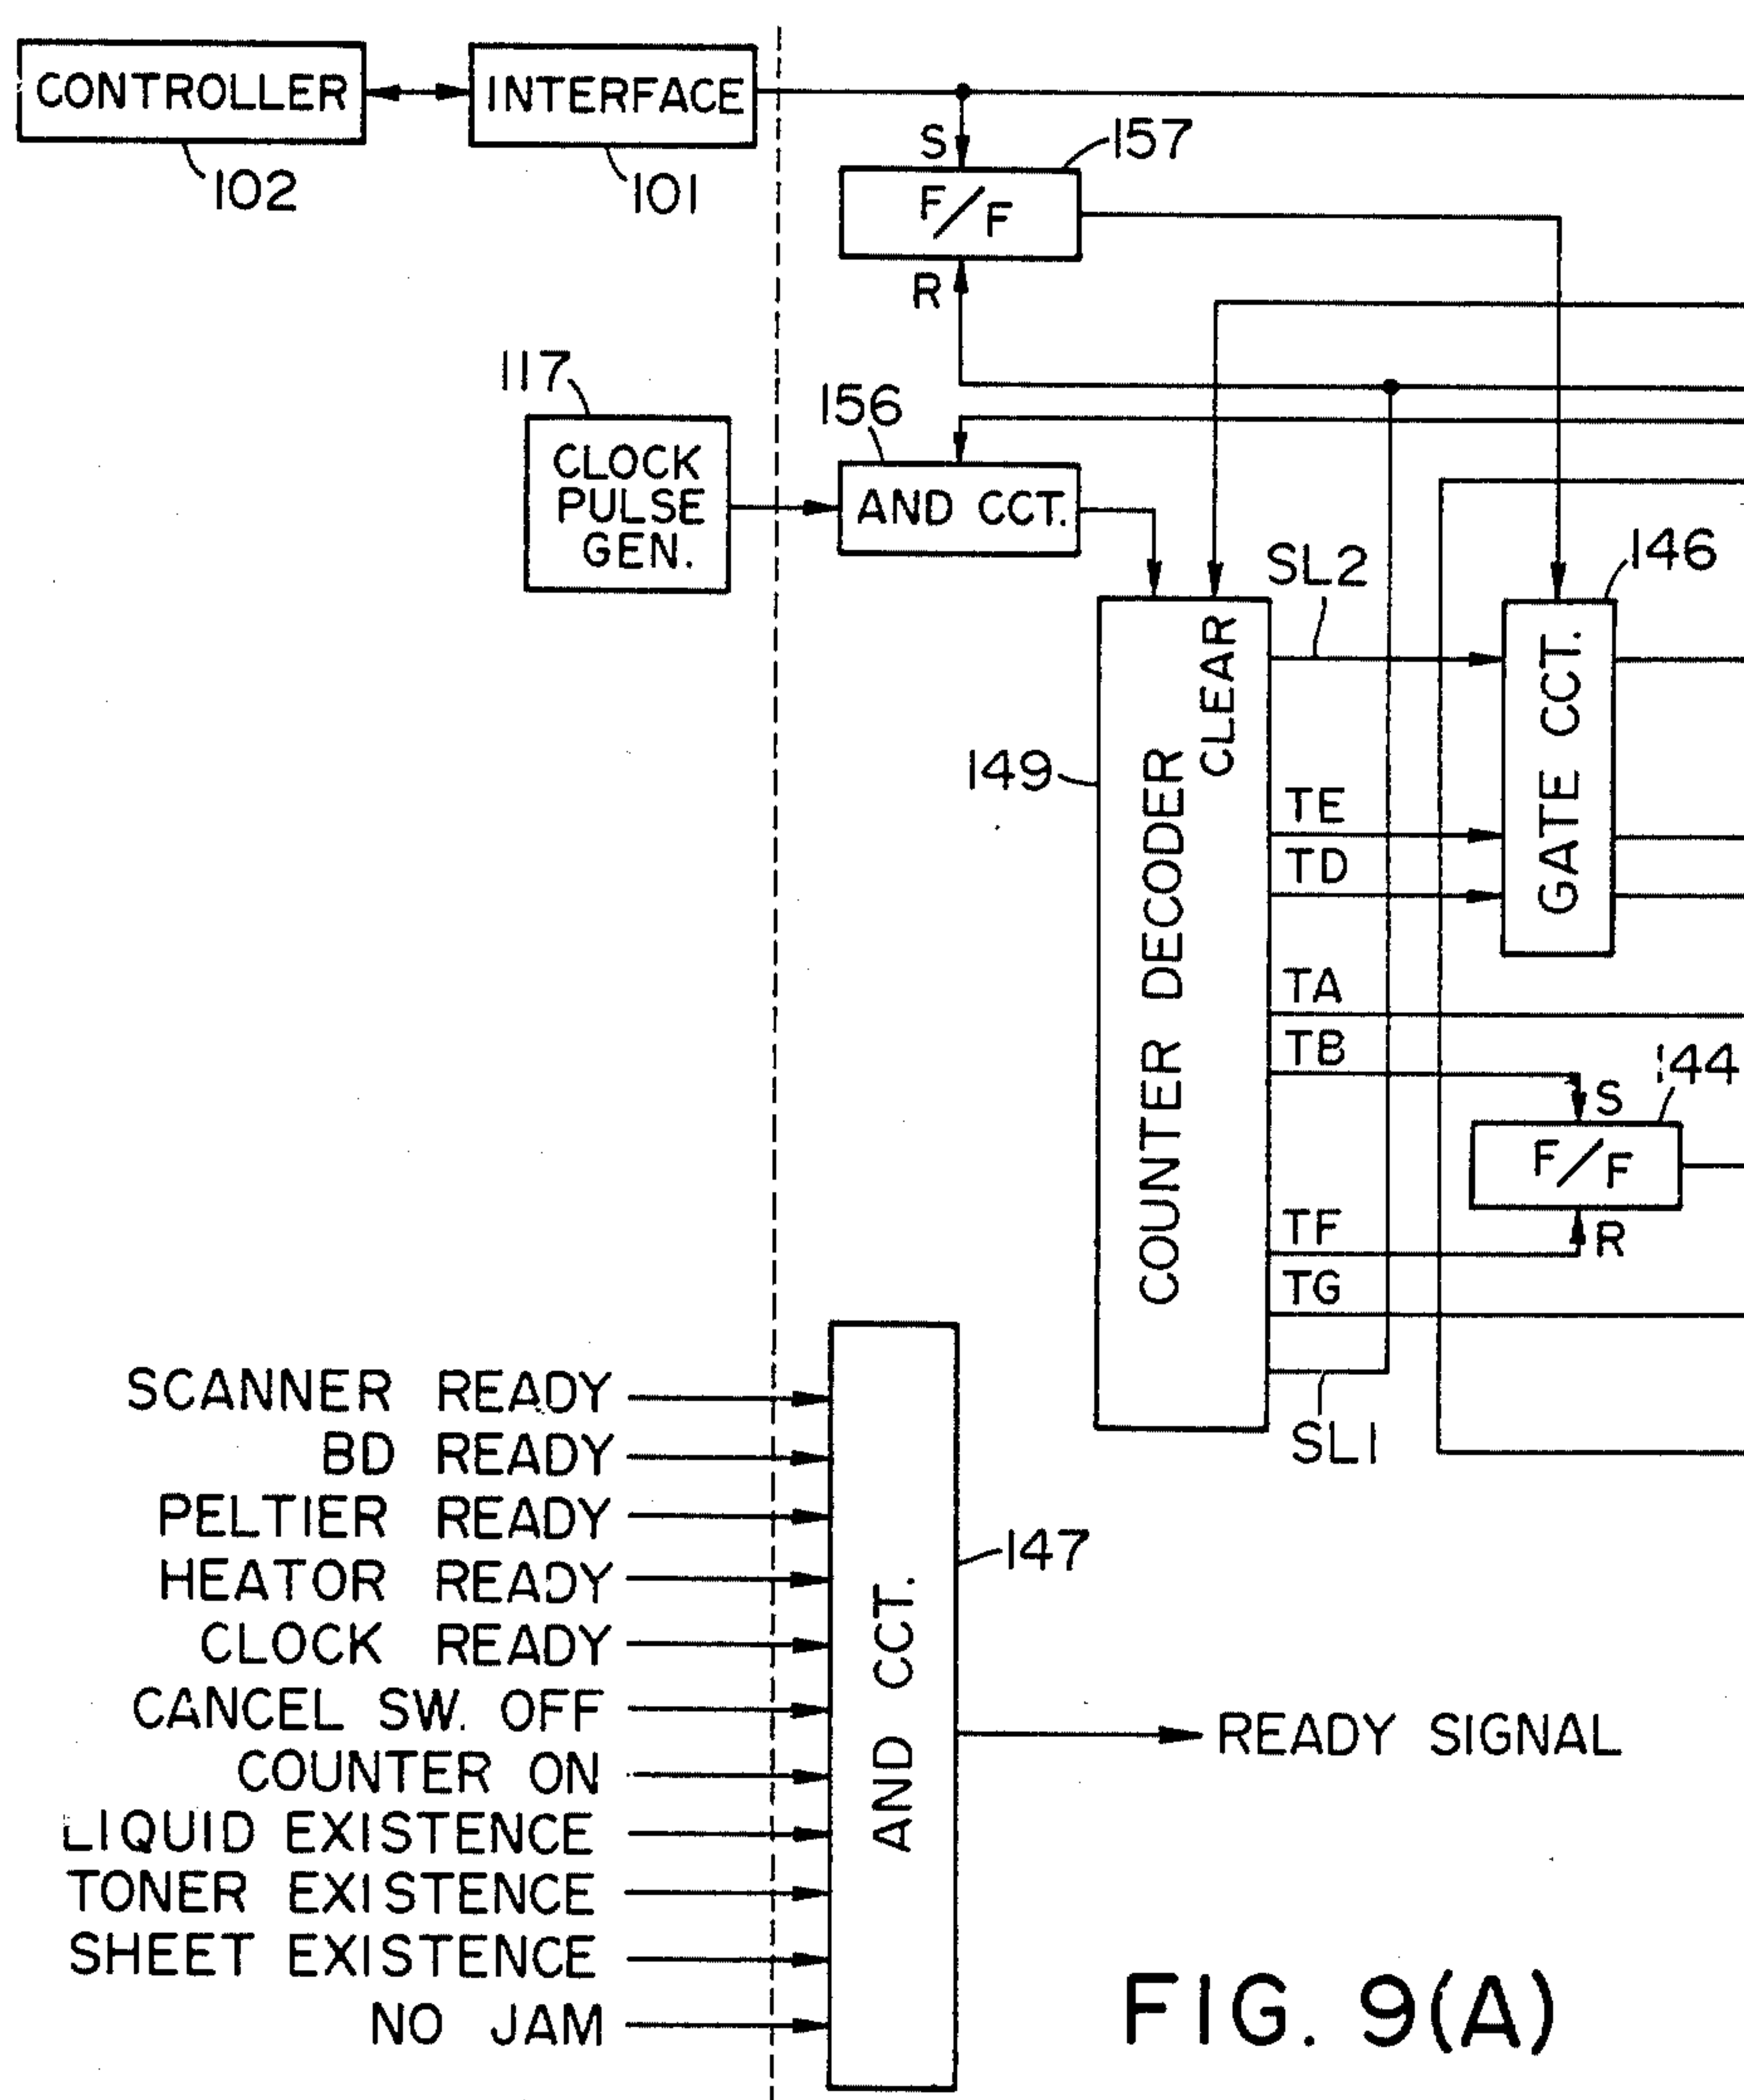 CONTROLLER
INTERFACE
102
101
S
157
F/F
R
117
CLOCK
PULSE
GEN.
156
AND CCT.
SL2
146
CLEAR
GATE CCT.
149
COUNTER DECODER
TE
TD
TA
TB
144
S
F/F
R
TF
TG
SL1
SCANNER READY
BD READY
PELTIER READY
HEATOR READY
CLOCK READY
CANCEL SW. OFF
COUNTER ON
LIQUID EXISTENCE
TONER EXISTENCE
SHEET EXISTENCE
NO JAM
147
AND CCT.
READY SIGNAL
FIG. 9(A)